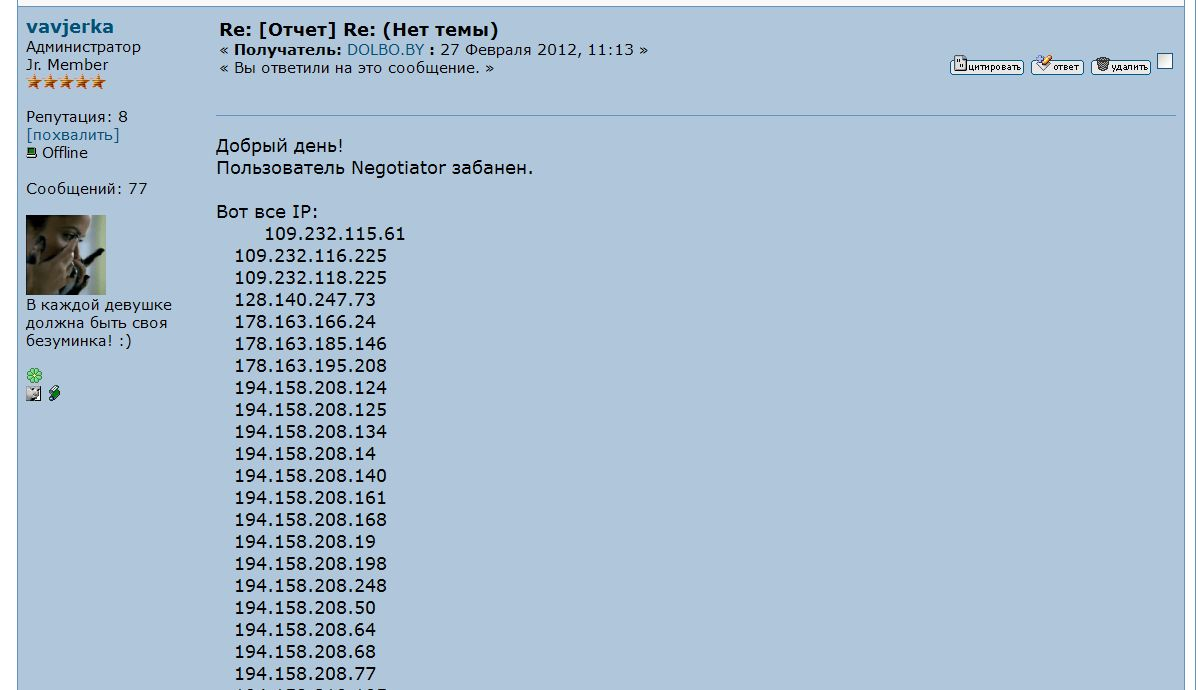 vavjerka
Администратор
Jr. Member
Репутация: 8
[похвалить]
Offline
Сообщений: 77
В каждой девушке
должна быть своя
безуминка! :)
Re: [Отчет] Re: (Нет темы)
« Получатель: DOLBO.BY : 27 Февраля 2012, 11:13 »
« Вы ответили на это сообщение. »
цитировать ответ удалить
Добрый день!
Пользователь Negotiator забанен.
Вот все IP:
109.232.115.61
109.232.116.225
109.232.118.225
128.140.247.73
178.163.166.24
178.163.185.146
178.163.195.208
194.158.208.124
194.158.208.125
194.158.208.134
194.158.208.14
194.158.208.140
194.158.208.161
194.158.208.168
194.158.208.19
194.158.208.198
194.158.208.248
194.158.208.50
194.158.208.64
194.158.208.68
194.158.208.77